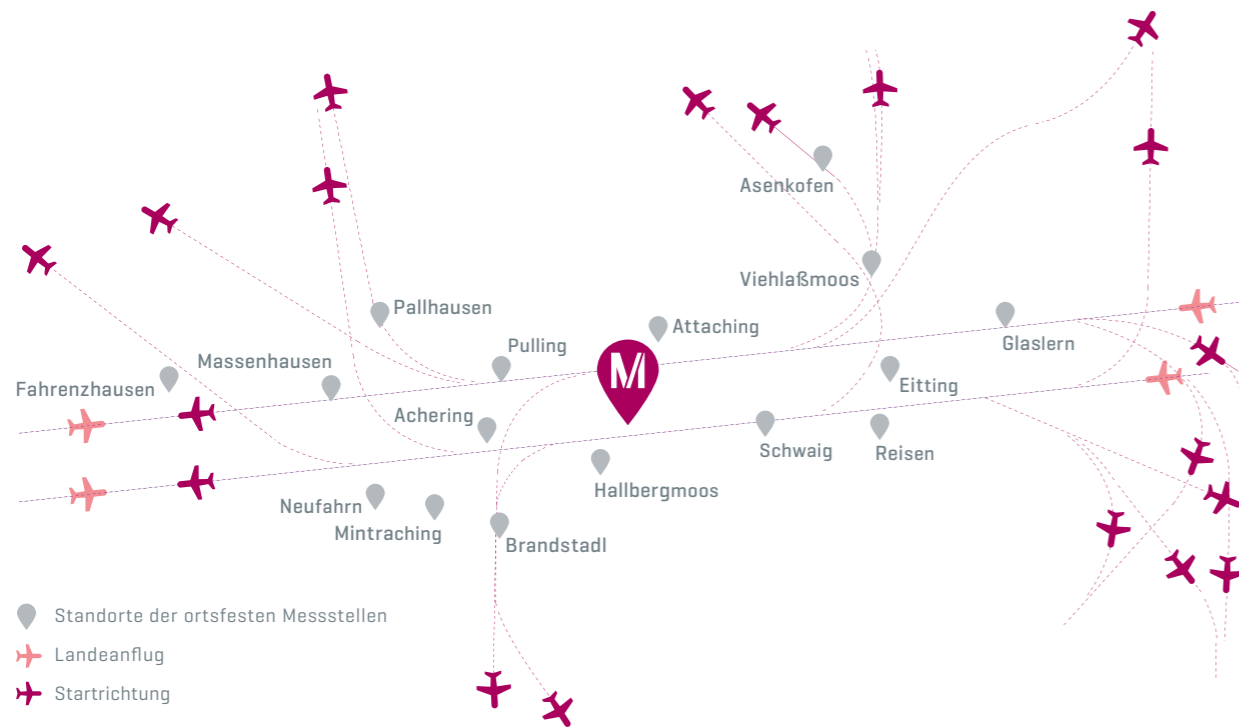 Asenkofen
Viehlaßmoos
Pallhausen
Attaching
Glaslern
Pulling
Massenhausen
Fahrenzhausen
Eitting
Achering
Schwaig
Reisen
Hallbergmoos
Neufahrn
Mintraching
Brandstadl
M
Standorte der ortsfesten Messstellen
Landeanflug
Startrichtung